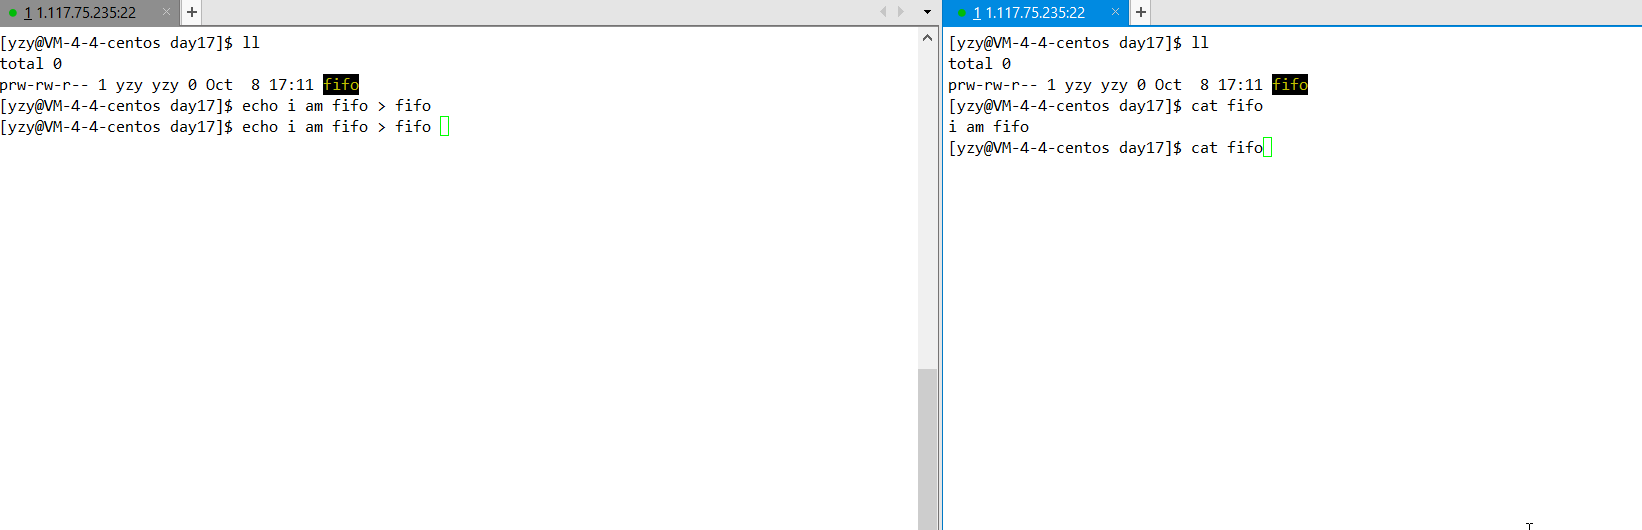 1 1.117.75.235:22
[yzy@VM-4-4-centos day17]$ ll
total 0
prw-rw-r-- 1 yzy yzy 0 Oct  8 17:11 fifo
[yzy@VM-4-4-centos day17]$ echo i am fifo > fifo
[yzy@VM-4-4-centos day17]$ echo i am fifo > fifo
1 1.117.75.235:22
[yzy@VM-4-4-centos day17]$ ll
total 0
prw-rw-r-- 1 yzy yzy 0 Oct  8 17:11 fifo
[yzy@VM-4-4-centos day17]$ cat fifo
i am fifo
[yzy@VM-4-4-centos day17]$ cat fifo